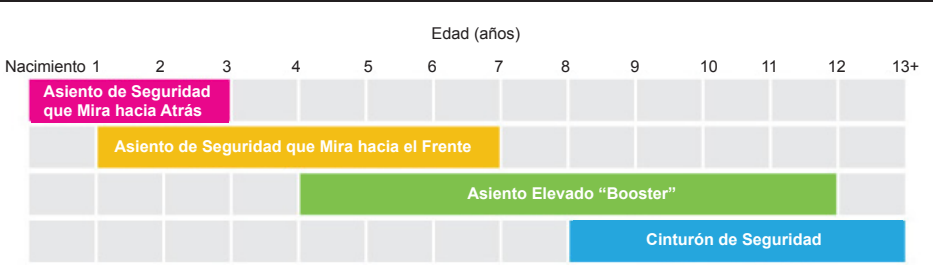 Edad (años)
Nacimiento 1 2 3 4 5 6 7 8 9 10 11 12 13+
Asiento de Seguridad
que Mira hacia Atrás
Asiento de Seguridad que Mira hacia el Frente
Asiento Elevado “Booster”
Cinturón de Seguridad